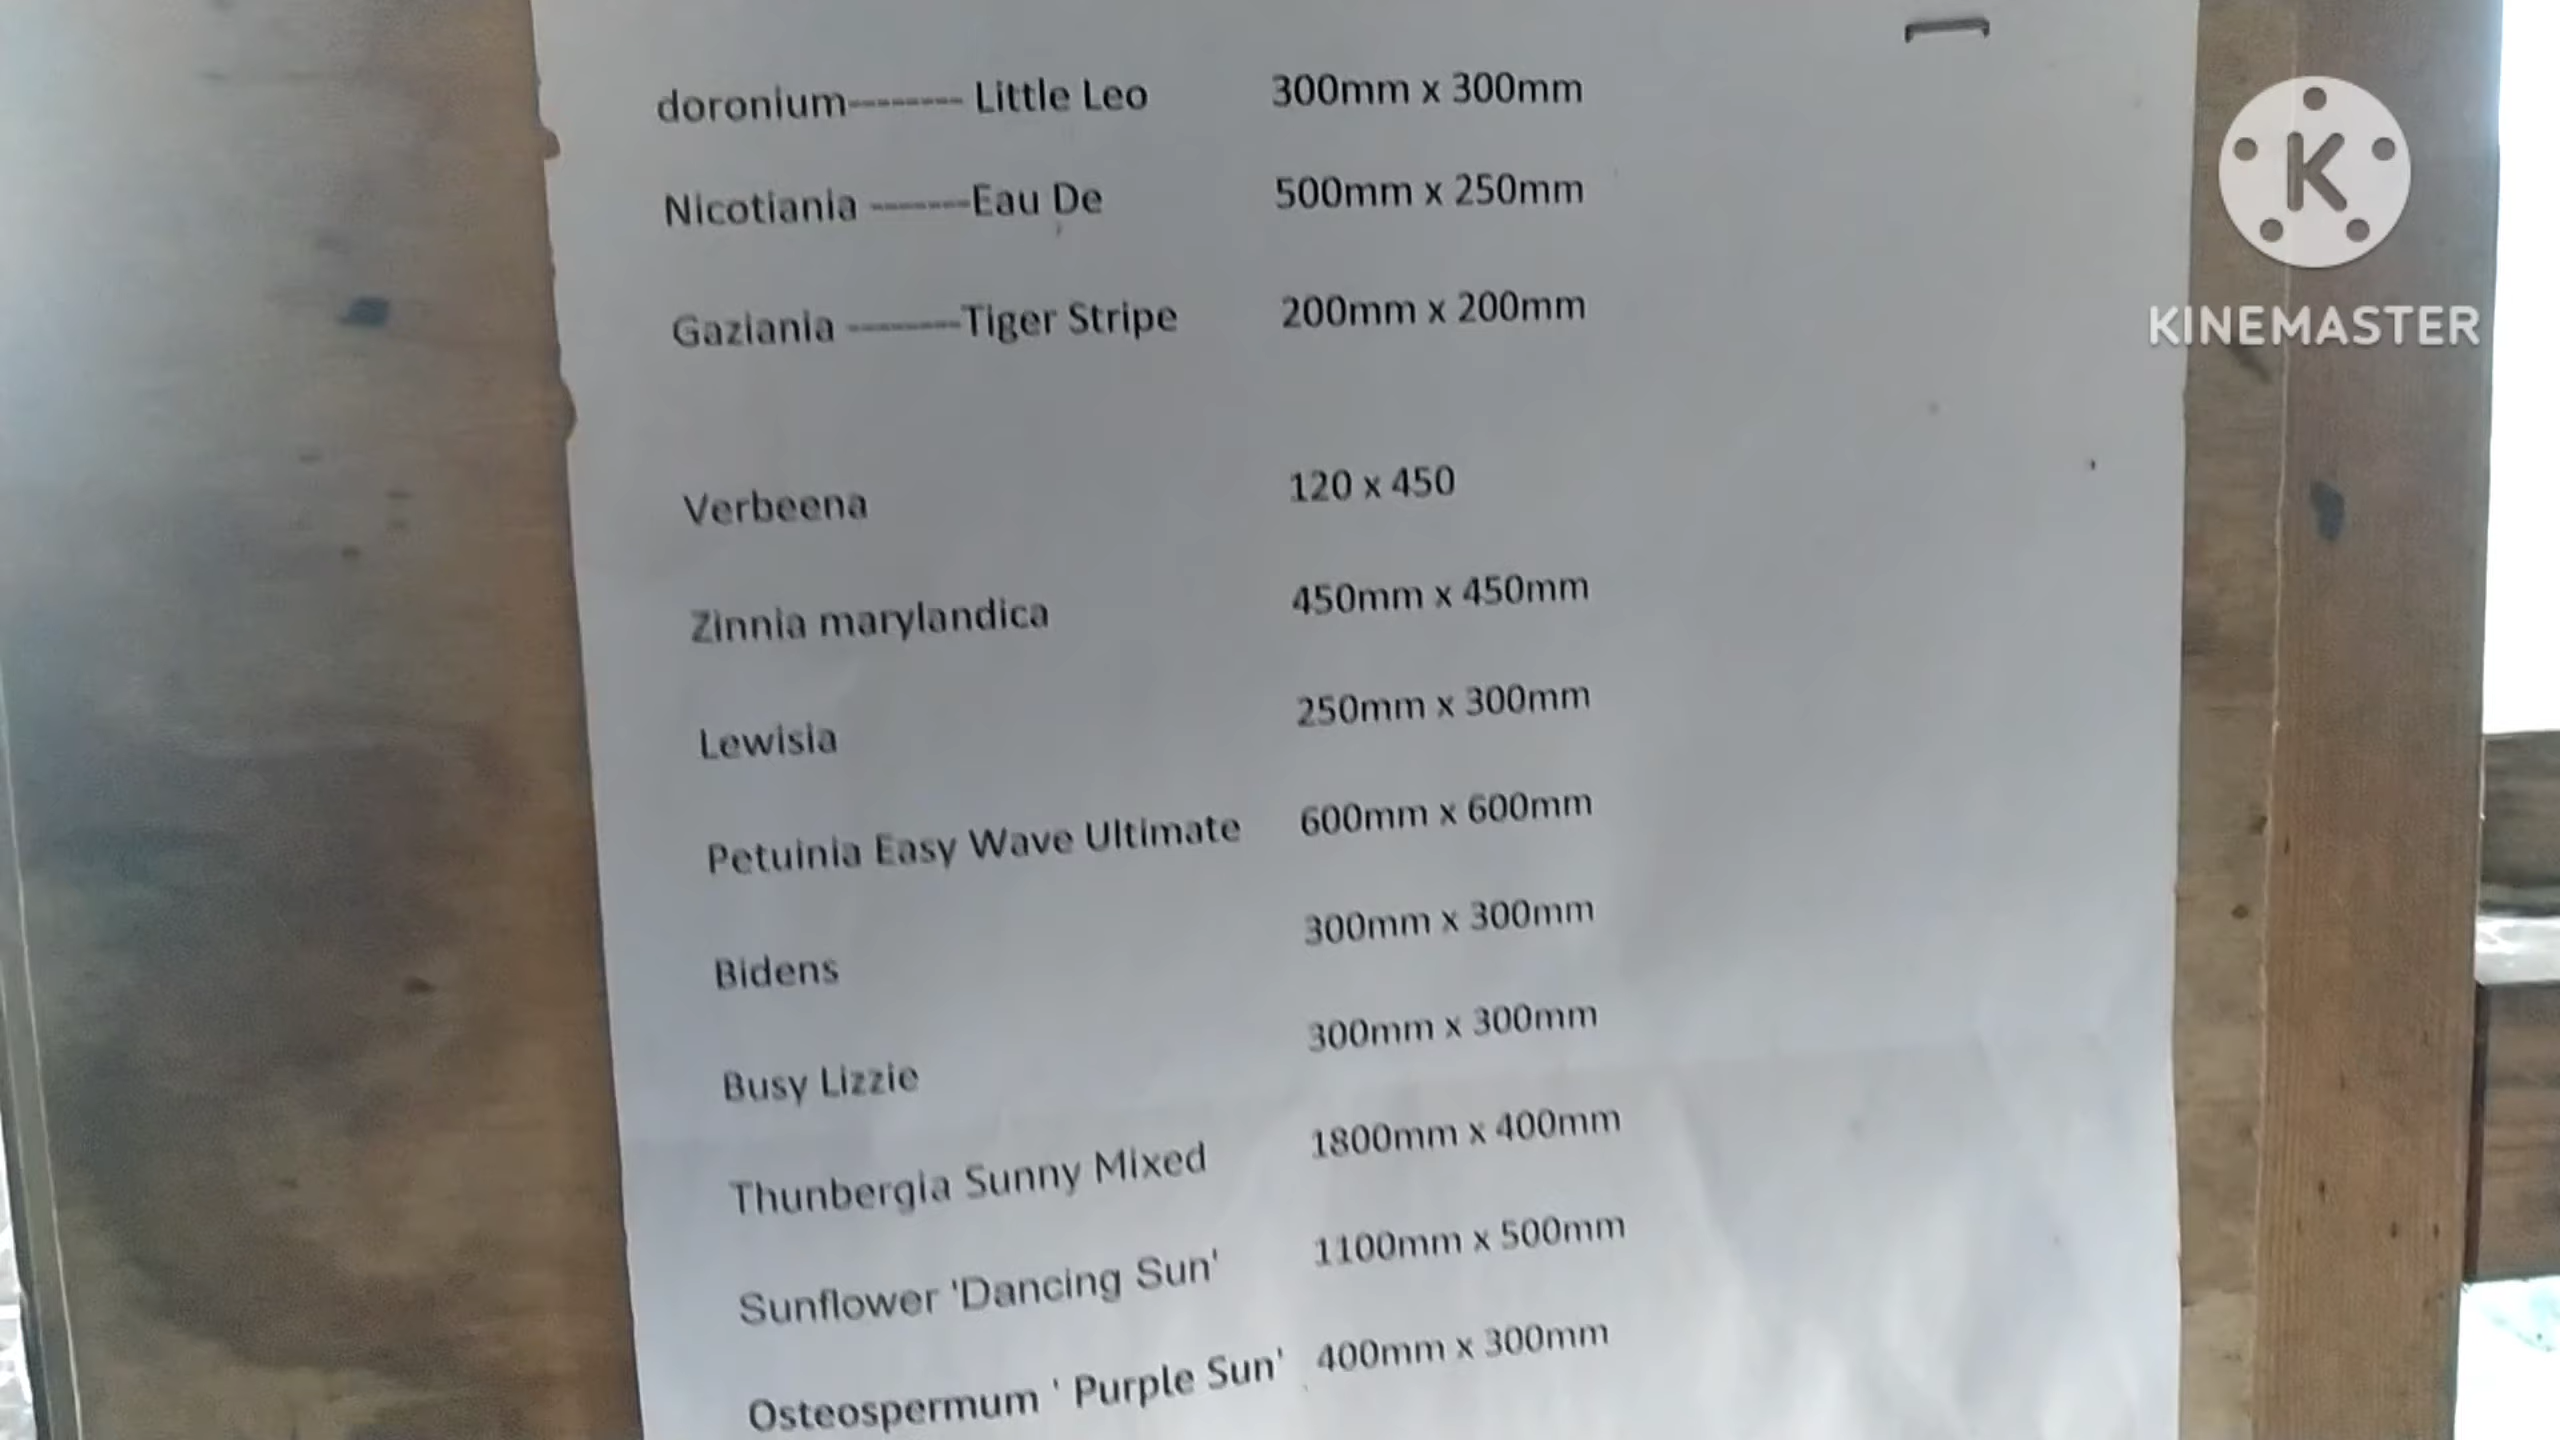 doronium-------- Little Leo 300mm x 300mm
Nicotiania -------Eau De 500mm x 250mm
Gaziania --------Tiger Stripe 200mm x 200mm
Verbeena 120 x 450
Zinnia marylandica 450mm x 450mm
Lewisia 250mm x 300mm
Petuinia Easy Wave Ultimate 600mm x 600mm
Bidens 300mm x 300mm
Busy Lizzie 300mm x 300mm
Thunbergia Sunny Mixed 1800mm x 400mm
Sunflower 'Dancing Sun' 1100mm x 500mm
Osteospermum ' Purple Sun' 400mm x 300mm
K
KINEMASTER